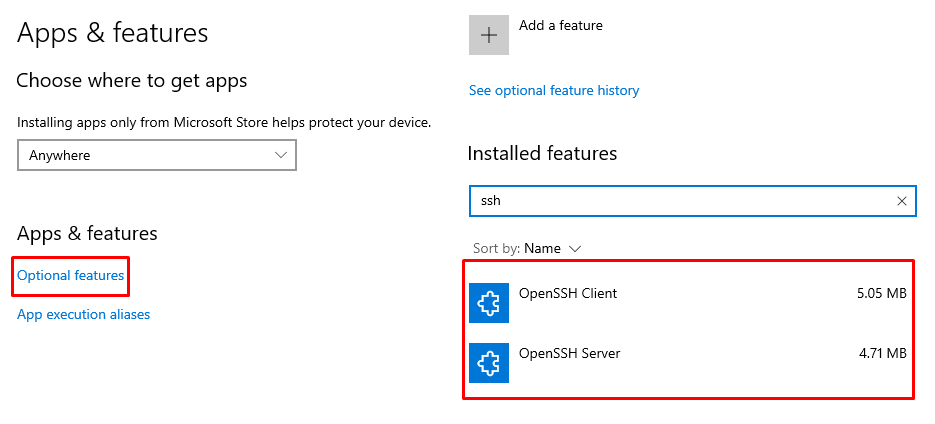 Apps & features
Choose where to get apps
Installing apps only from Microsoft Store helps protect your device.
Anywhere
Apps & features
Optional features
App execution aliases
Add a feature
See optional feature history
Installed features
ssh
Sort by: Name
OpenSSH Client 5.05 MB
OpenSSH Server 4.71 MB